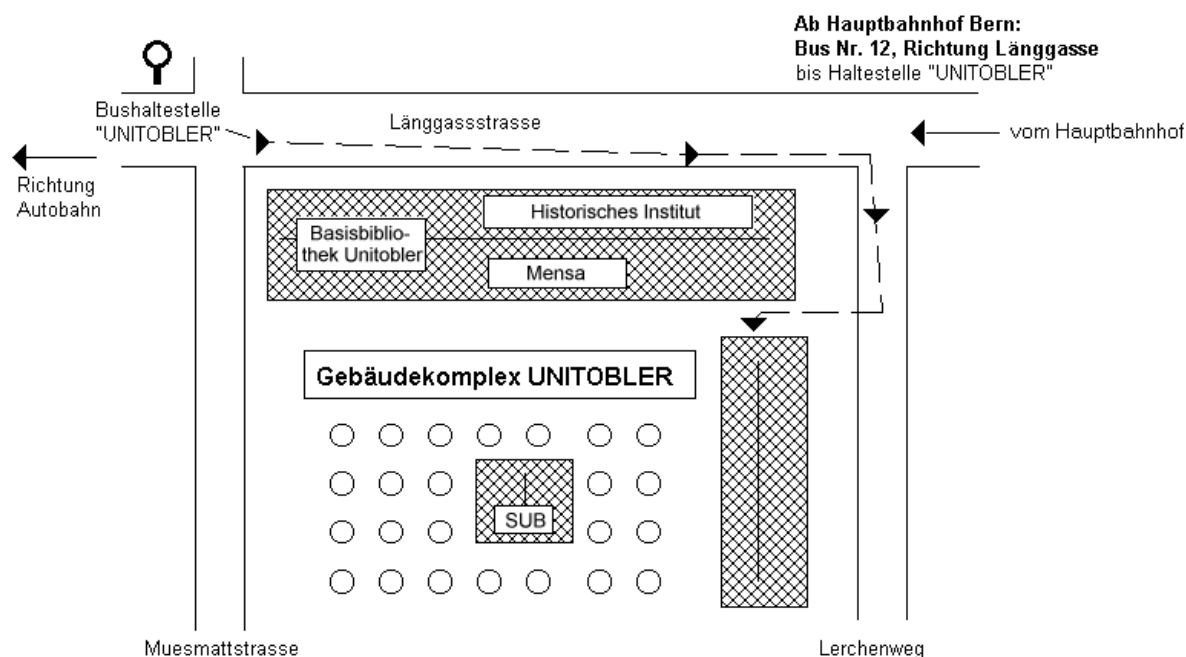 Ab Hauptbahnhof Bern:
Bus Nr. 12, Richtung Länggasse
bis Haltestelle "UNITOBLER"
Bushaltestelle
"UNITOBLER"
Länggassstrasse
vom Hauptbahnhof
Richtung
Autobahn
Historisches Institut
Basisbiblio-
thek Unitobler
Mensa
Gebäudekomplex UNITOBLER
SUB
Muesmattstrasse
Lerchenweg